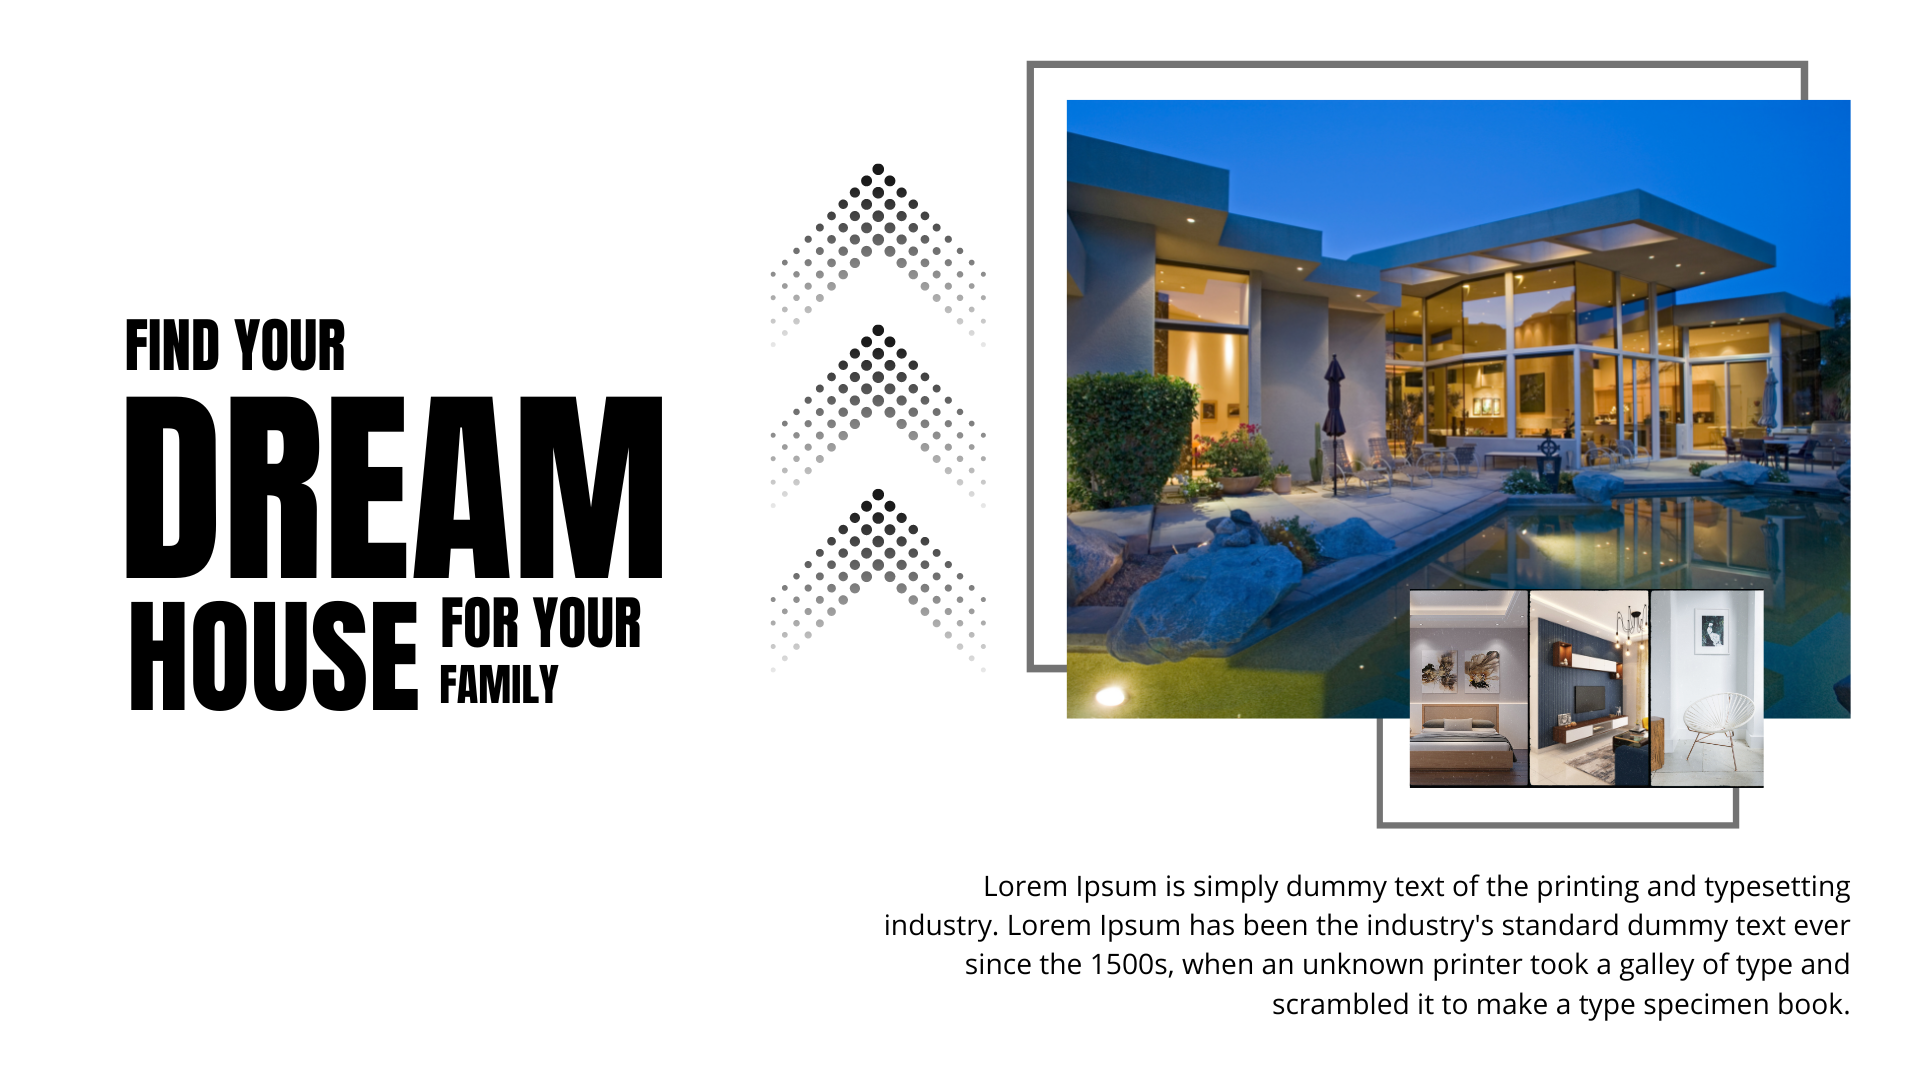 FIND YOUR
DREAM
HOUSE
FOR YOUR
FAMILY
Lorem Ipsum is simply dummy text of the printing and typesetting
industry. Lorem Ipsum has been the industry's standard dummy text ever
since the 1500s, when an unknown printer took a galley of type and
scrambled it to make a type specimen book.